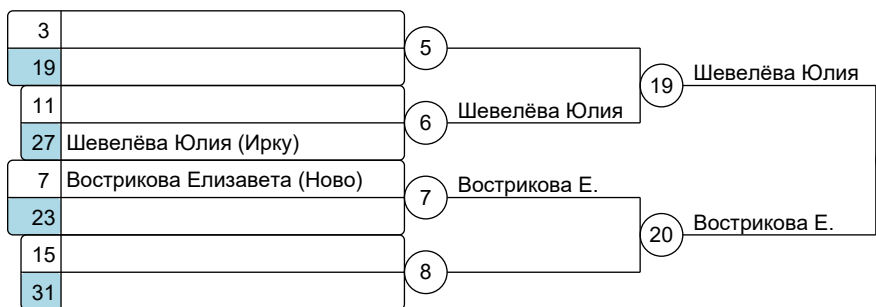 3
19
5
11
27 Шевелёва Юлия (Ирку)
6
Шевелёва Юлия
19
Шевелёва Юлия
7 Вострикова Елизавета (Ново)
23
7
Вострикова Е.
15
31
8
20
Вострикова Е.